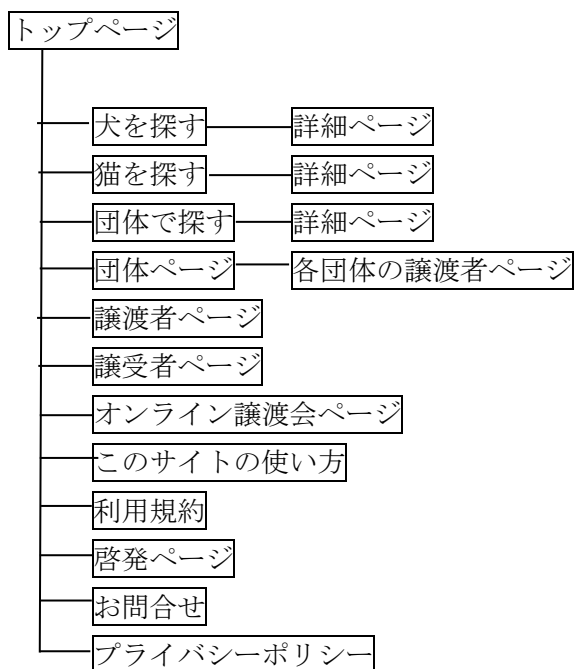 トップページ
犬を探す 詳細ページ
猫を探す 詳細ページ
団体で探す 詳細ページ
団体ページ 各団体の譲渡者ページ
譲渡者ページ
譲受者ページ
オンライン譲渡会ページ
このサイトの使い方
利用規約
啓発ページ
お問合せ
プライバシーポリシー